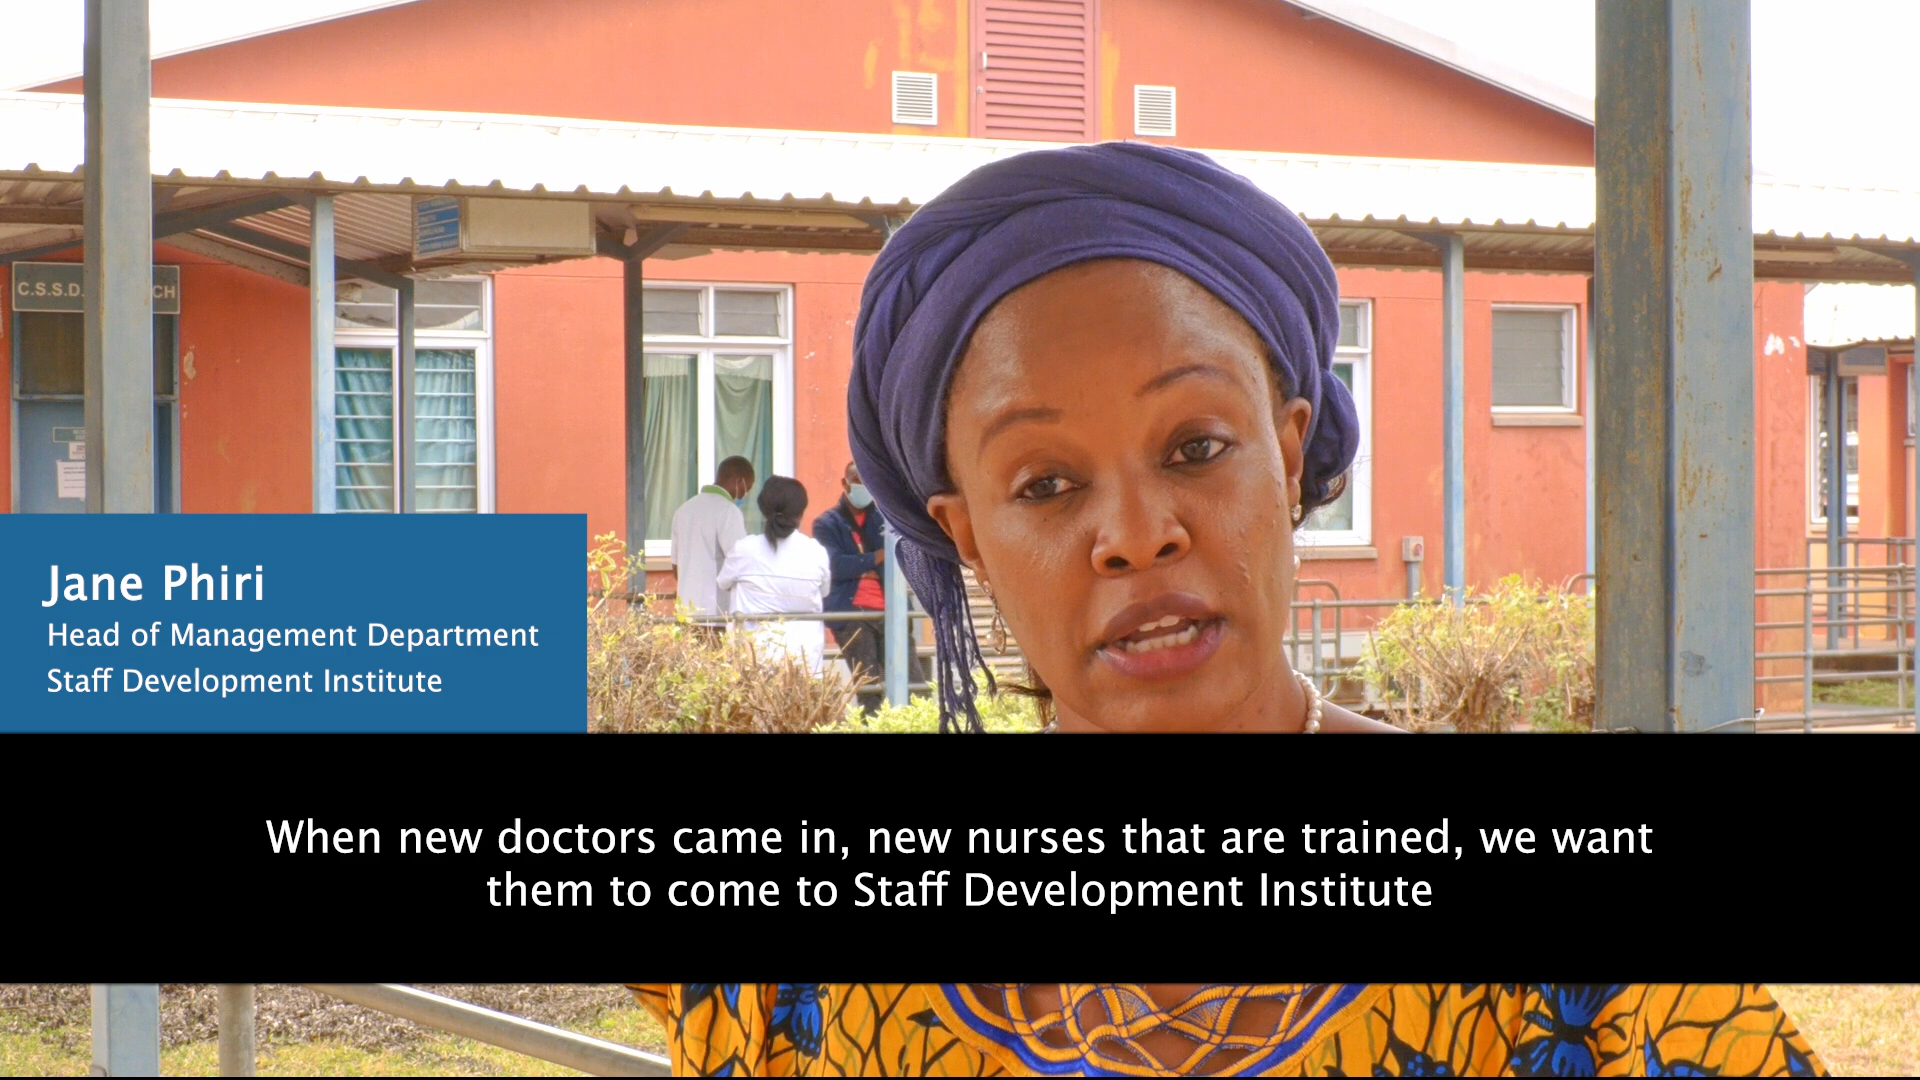 C.S.S.D. CH
Jane Phiri
Head of Management Department
Staff Development Institute
When new doctors came in, new nurses that are trained, we want
them to come to Staff Development Institute